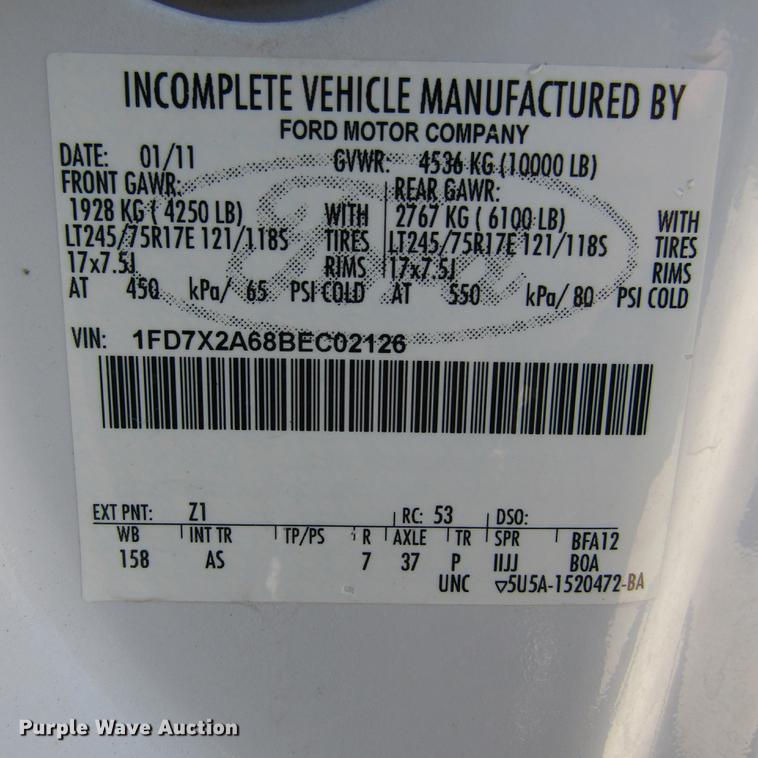 INCOMPLETE VEHICLE MANUFACTURED BY
FORD MOTOR COMPANY
DATE: 01/11 GVWR: 4536 KG (10000 LB)
FRONT GAWR: REAR GAWR:
1928 KG ( 4250 LB) WITH 2767 KG ( 6100 LB) WITH
LT245/75R17E 121/118S TIRES LT245/75R17E 121/118S TIRES
17x7.5J RIMS 17x7.5J RIMS
AT 450 kPa/ 65 PSI COLD AT 550 kPa/ 80 PSI COLD
VIN: 1FD7X2A68BEC02126
EXT PNT: Z1 RC: 53 DSO:
WB INT TR TP/PS R AXLE TR SPR BFA12
158 AS 7 37 P IIJJ BOA
UNC ▽5U5A-1520472-BA
Purple Wave Auction